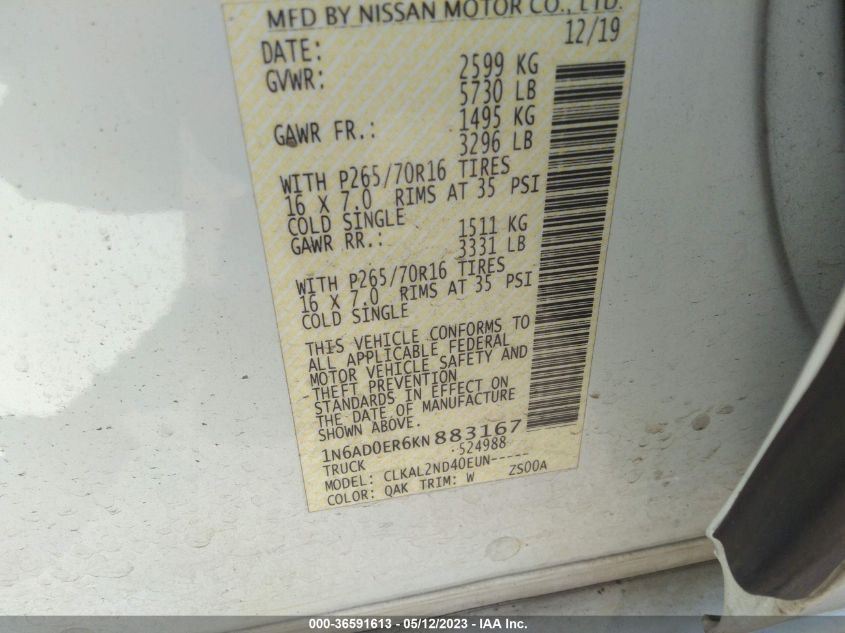 MFD BY NISSAN MOTOR CO., LTD.
DATE: 12/19
GVWR: 2599 KG
5730 LB
GAWR FR.: 1495 KG
3296 LB
WITH P265/70R16 TIRES
16 X 7.0 RIMS AT 35 PSI
COLD SINGLE
GAWR RR.: 1511 KG
3331 LB
WITH P265/70R16 TIRES
16 X 7.0 RIMS AT 35 PSI
COLD SINGLE
THIS VEHICLE CONFORMS TO
ALL APPLICABLE FEDERAL
MOTOR VEHICLE SAFETY AND
THEFT PREVENTION
STANDARDS IN EFFECT ON
THE DATE OF MANUFACTURE
SHOWN ABOVE.
1N6AD0ER6KN883167
TRUCK 524988
MODEL: CLKAL2ND40EUN-----
COLOR: QAK TRIM: W ZS00A
000-36591613 - 05/12/2023 - IAA Inc.